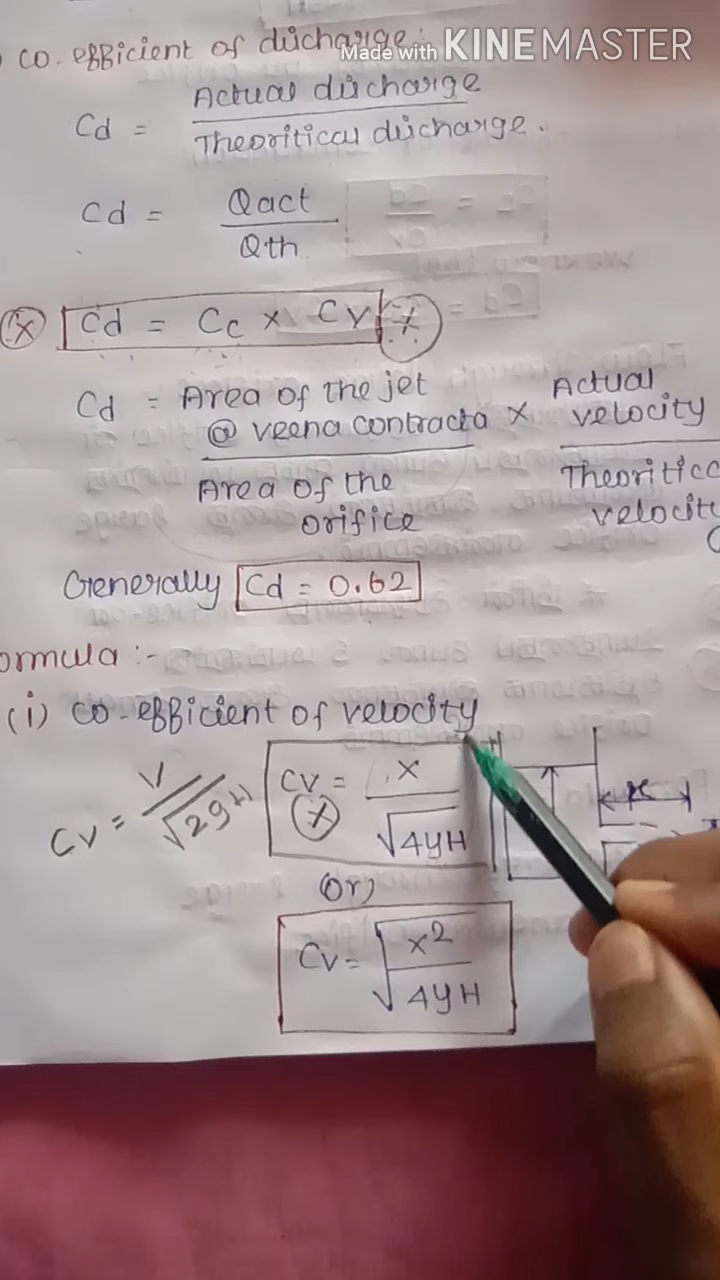 co-efficient of discharge:
Made with KINEMASTER
Cd = Actual discharge
Theoritical discharge.
Cd = Qact
Qth
(x) Cd = Cc x Cv x
Cd = Area of the jet
@ veena contracta x Actual velocity
Area of the
orifice
Theoritica
velocity
Generally Cd = 0.62
ormula :-
(i) co-efficient of velocity
Cv = V
√2gH
Cv = x
√4yH
(x)
(or)
Cv = √x²
4yH
H
x